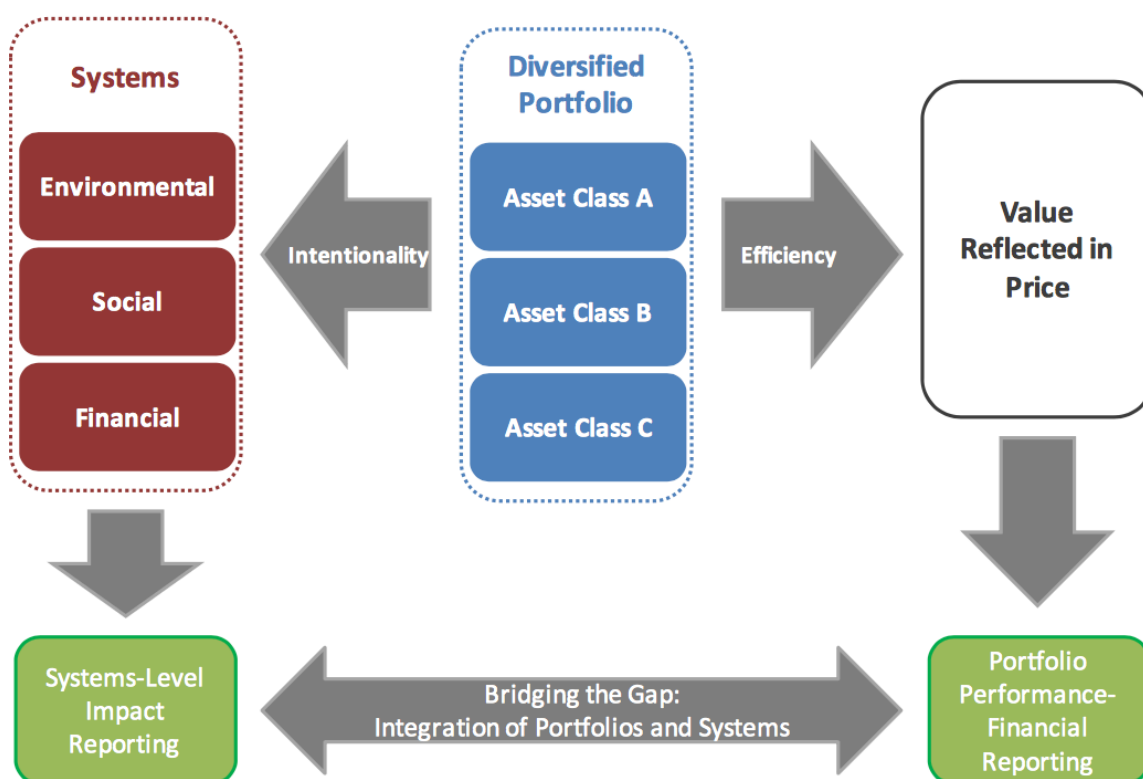 Systems
Environmental
Social
Financial
Intentionality
Diversified
Portfolio
Asset Class A
Asset Class B
Asset Class C
Efficiency
Value
Reflected in
Price
Systems-Level
Impact
Reporting
Bridging the Gap:
Integration of Portfolios and Systems
Portfolio
Performance-
Financial
Reporting